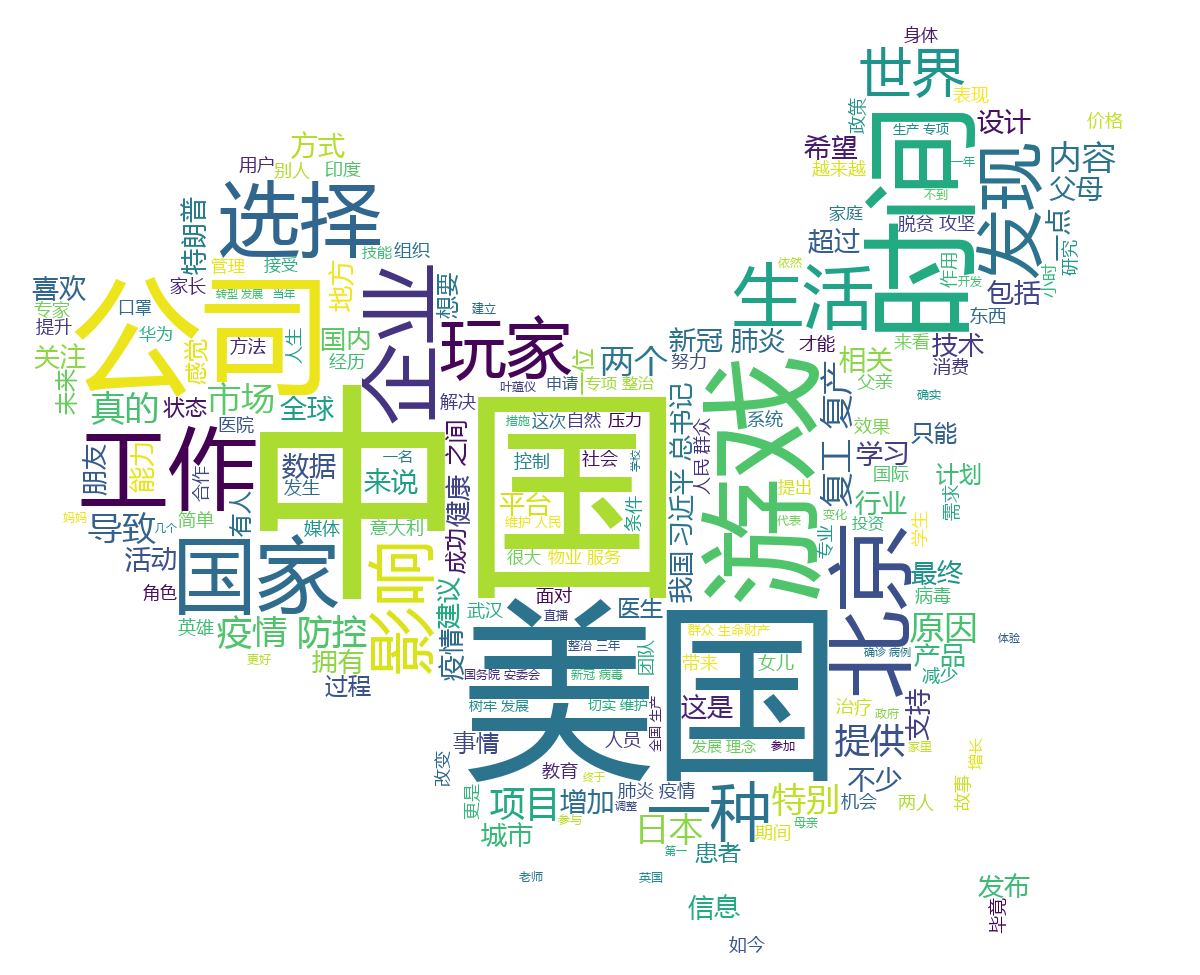 身体
世界
表现
政策
生产 专项
设计
价格
方式
希望
时间
一年
发现
内容
用户
别人
印度
越来越
父母
选择
不到
特朗普
家庭
脱贫 攻坚
一点
技能
组织
超过
研究
管理
接受
依然
作用
喜欢
家长
转型 发展
当年
地方
企业
想要
生活
开发
包括
小时
专家
口罩
公司
建立
东西
提升
华为
人生
国内
玩家
新冠 肺炎
才能
来看
技术
关注
感觉
方法
经历
一位
两个
努力
相关
消费
未来
叶蕴仪
申请
专项 整治
父亲
真的
状态
市场
全球
解决
总书记
游戏
复产
确实
医院
中国
措施
这次
自然
压力
人民 群众
系统
效果
只能
工作
之间
朋友
能力
合作
数据
一名
控制
社会
学校
习近平
学习
来说
发生
国际
计划
有人
平台
条件
提出
复工
需求
妈妈
导致
几个
简单
媒体
意大利
健康
维护 人民
代表
变化
行业
投资
学生
活动
国家
影响
成功
很大
物业 服务
我国
专业
北京
最终
角色
建议
武汉
面对
直播
医生
病毒
英雄
疫情 防控
疫情
美国
群众 生命财产
原因
体验
更好
拥有
整治 三年
团队
带来
女儿
确诊 病例
产品
过程
国务院 安委会
新冠 病毒
减少
树牢 发展
切实 维护
全国 生产
这是
治疗
政府
支持
事情
人员
发展 理念
参加
提供
家里
改变
教育
终于
增长
更是
项目
增加
调整
肺炎 疫情
一种
特别
不少
机会
两人
故事
城市
参与
日本
期间
母亲
第一
患者
老师
英国
发布
信息
毕竟
如今